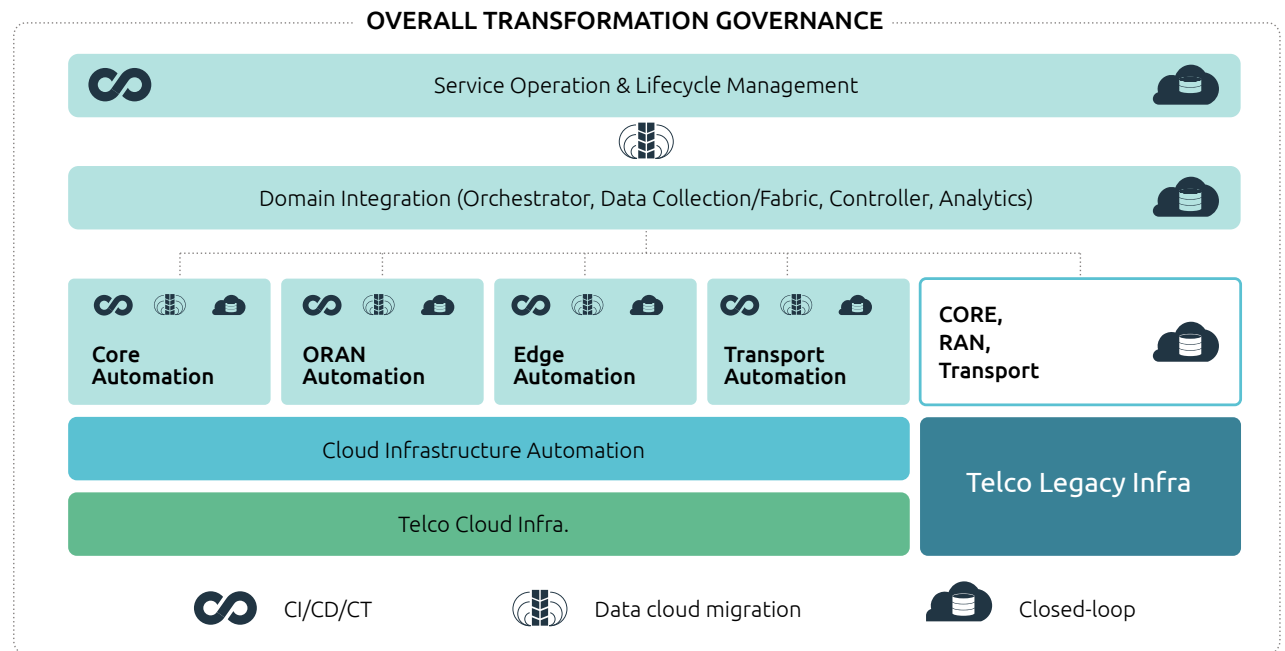 OVERALL TRANSFORMATION GOVERNANCE
Service Operation & Lifecycle Management
Domain Integration (Orchestrator, Data Collection/Fabric, Controller, Analytics)
Core
Automation
ORAN
Automation
Edge
Automation
Transport
Automation
CORE,
RAN,
Transport
Cloud Infrastructure Automation
Telco Legacy Infra
Telco Cloud Infra.
CI/CD/CT
Data cloud migration
Closed-loop